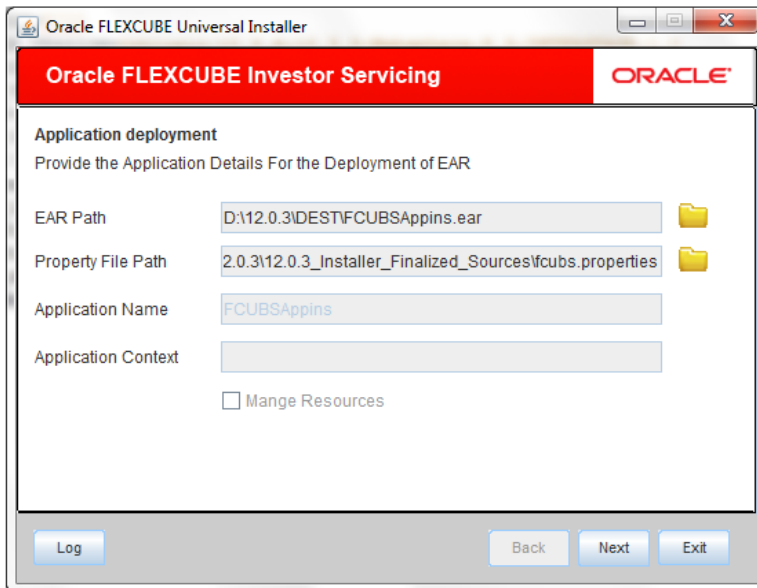 Oracle FLEXCUBE Universal Installer
Oracle FLEXCUBE Investor Servicing
ORACLE
Application deployment
Provide the Application Details For the Deployment of EAR
EAR Path D:\12.0.3\DEST\FCUBSAppins.ear
Property File Path 2.0.3\12.0.3_Installer_Finalized_Sources\fcubs.properties
Application Name FCUBSAppins
Application Context
Mange Resources
Log Back Next Exit